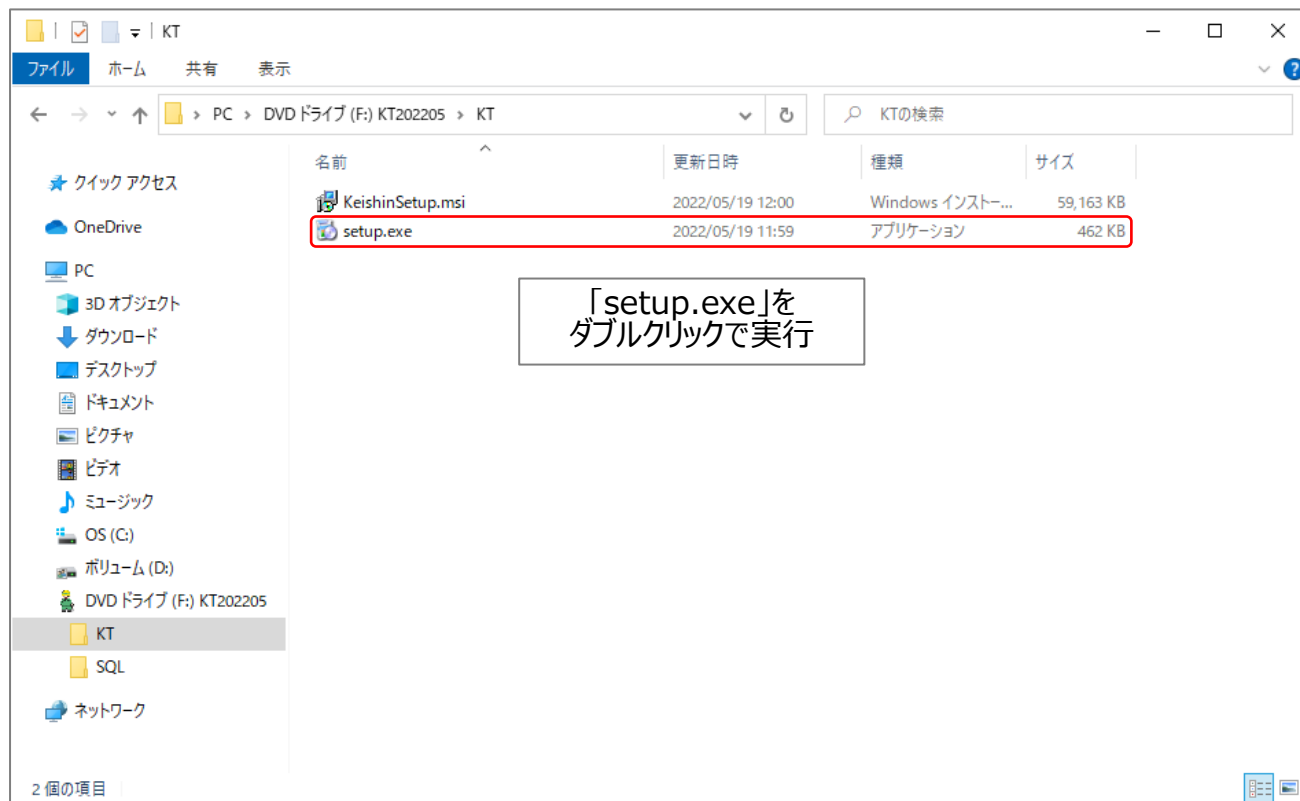 KT
ファイル ホーム 共有 表示
PC > DVD ドライブ (F:) KT202205 > KT
KTの検索
名前 更新日時 種類 サイズ
KeishinSetup.msi 2022/05/19 12:00 Windows インストー... 59,163 KB
setup.exe 2022/05/19 11:59 アプリケーション 462 KB
「setup.exe」を
ダブルクリックで実行
クイック アクセス
OneDrive
PC
3D オブジェクト
ダウンロード
デスクトップ
ドキュメント
ピクチャ
ビデオ
ミュージック
OS (C:)
ボリューム (D:)
DVD ドライブ (F:) KT202205
KT
SQL
ネットワーク
2 個の項目